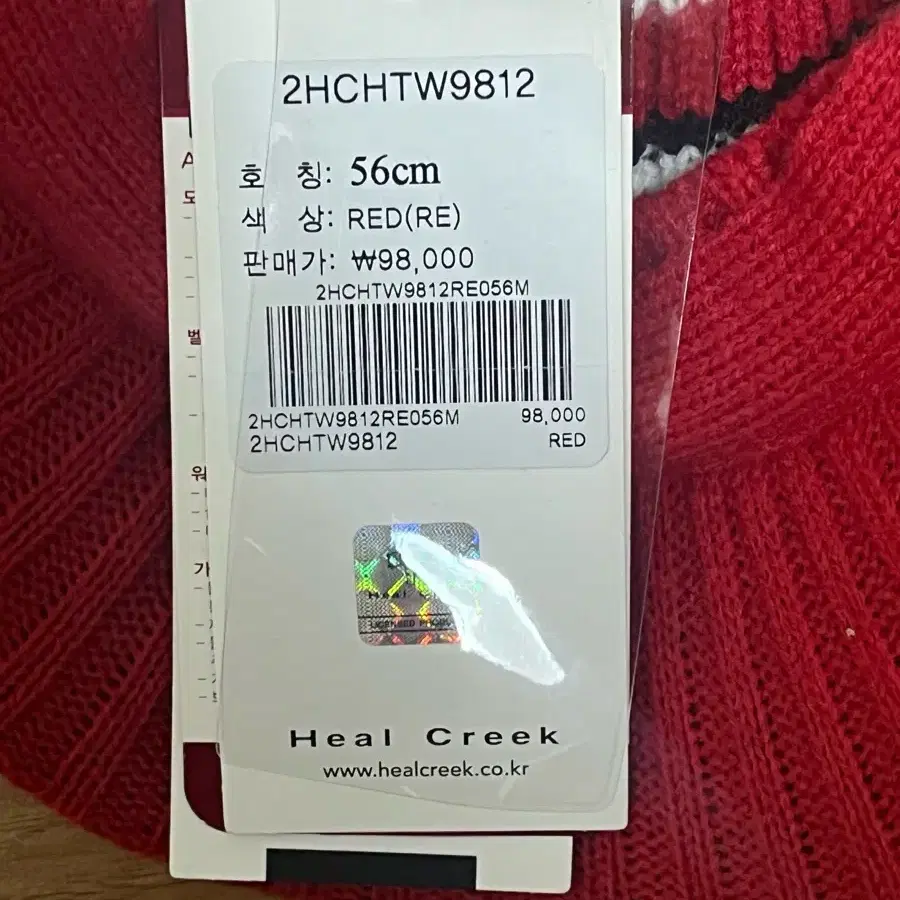 2HCHTW9812
호 칭: 56cm
색 상: RED(RE)
판매가: ₩98,000
2HCHTW9812RE056M
2HCHTW9812RE056M 98,000
2HCHTW9812 RED
Heal Creek
www.healcreek.co.kr